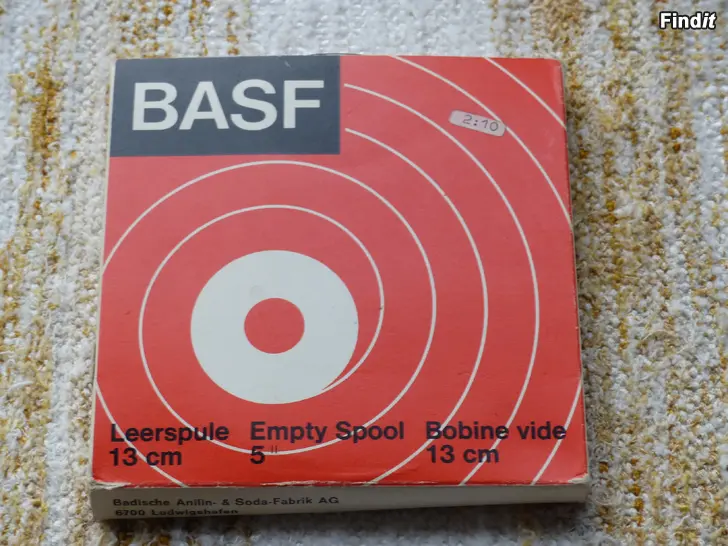 Findit
BASF
2:10
Leerspule Empty Spool Bobine vide
13 cm 5" 13 cm
Badische Anilin- & Soda-Fabrik AG
6700 Ludwigshafen